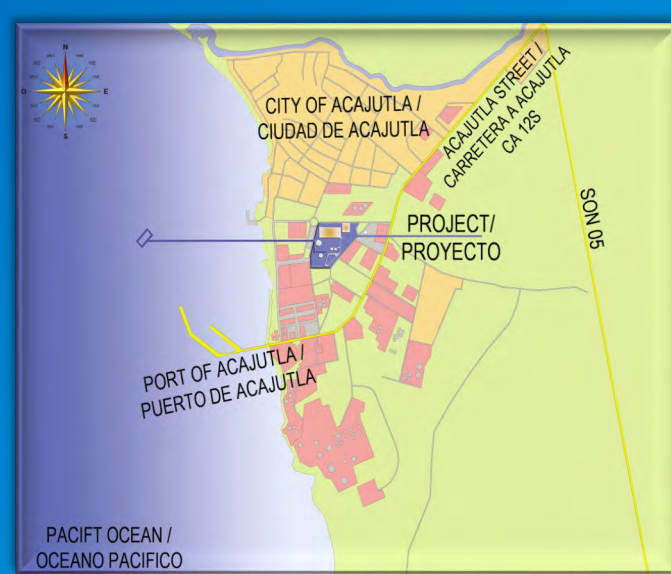 N
O
E
S
CITY OF ACAJUTLA /
CIUDAD DE ACAJUTLA
ACAJUTLA STREET /
CARRETERA A ACAJUTLA
CA 12S
SON 05
PROJECT/
PROYECTO
PORT OF ACAJUTLA /
PUERTO DE ACAJUTLA
PACIFT OCEAN /
OCEANO PACIFICO